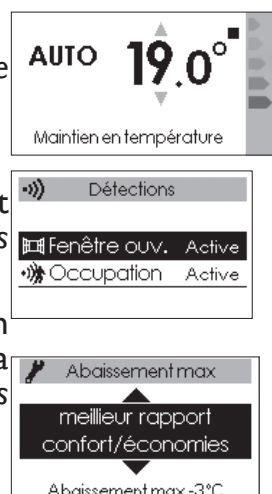 e
AUTO 19.0°
Maintien en température
Détections
t
s
Fenêtre ouv. Active
Occupation Active
n
a
Abaissement max
s
meilleur rapport
confort/économies
Abaissement max -3°C